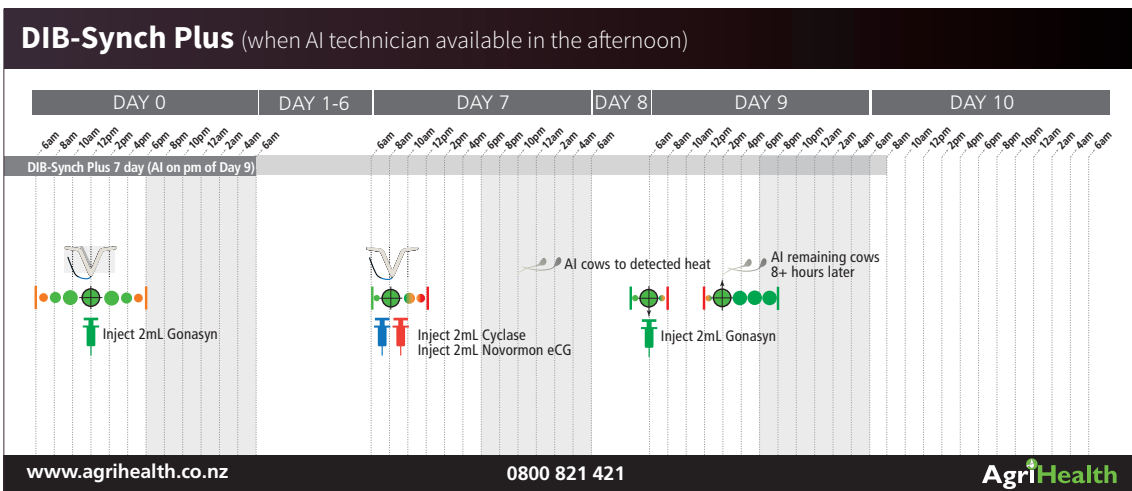 DIB-Synch Plus (when AI technician available in the afternoon)
DAY 0 DAY 1-6 DAY 7 DAY 8 DAY 9 DAY 10
6am 8am 10am 12pm 2pm 4pm 6pm 8pm 10pm 12am 2am 4am 6am 6am 8am 10am 12pm 2pm 4pm 6pm 8pm 10pm 12am 2am 4am 6am 6am 8am 10am 12pm 2pm 4pm 6pm 8pm 10pm 12am 2am 4am 6am 8am 10am 12pm 2pm 4pm 6pm 8pm 10pm 12am 2am 4am 6am
DIB-Synch Plus 7 day (AI on pm of Day 9)
AI cows to detected heat
AI remaining cows
8+ hours later
Inject 2mL Gonasyn
Inject 2mL Cyclase
Inject 2mL Novormon eCG
Inject 2mL Gonasyn
www.agrihealth.co.nz 0800 821 421 AgriHealth